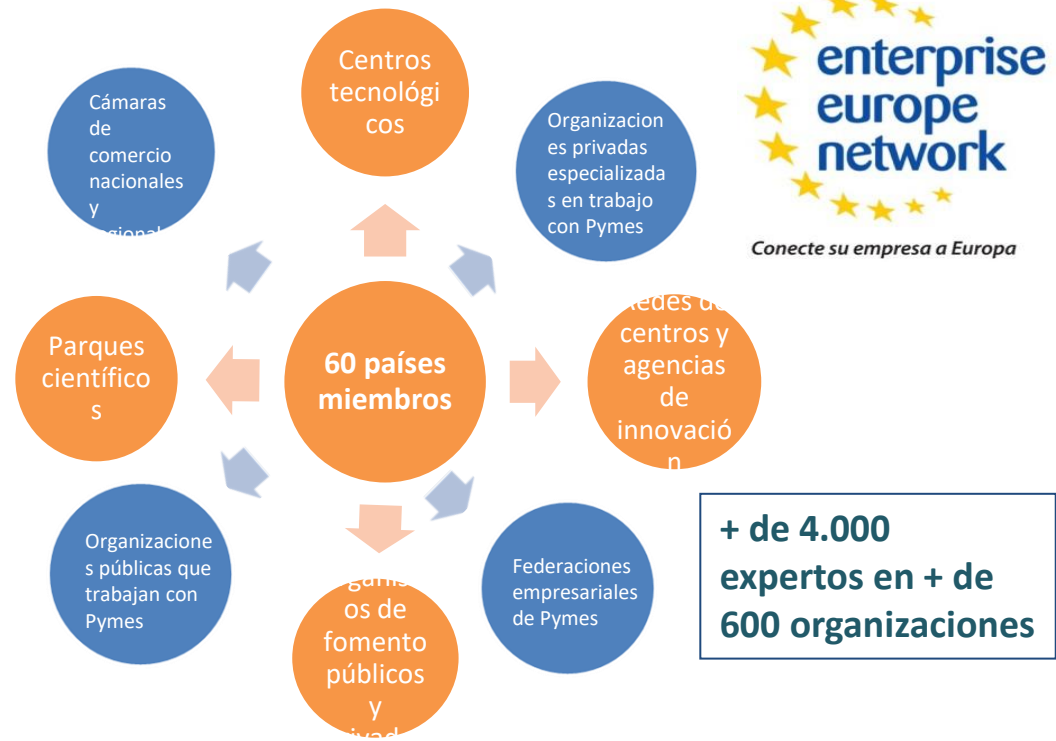 Centros
tecnológi
cos
enterprise
europe
network
Conecte su empresa a Europa
Cámaras
de
comercio
nacionales
y
Organizacion
es privadas
especializada
s en trabajo
con Pymes
Parques
científico
s
60 países
miembros
centros y
agencias
de
innovació
n
Organizacione
s públicas que
trabajan con
Pymes
os de
fomento
públicos
y
Federaciones
empresariales
de Pymes
+ de 4.000
expertos en + de
600 organizaciones